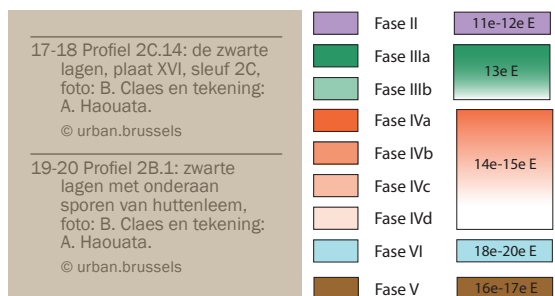 17-18 Profiel 2C.14: de zwarte
lagen, plaat XVI, sleuf 2C,
foto: B. Claes en tekening:
A. Haouata.
© urban.brussels
19-20 Profiel 2B.1: zwarte
lagen met onderaan
sporen van huttenleem,
foto: B. Claes en tekening:
A. Haouata.
© urban.brussels
Fase II 11e-12e E
Fase IIIa
13e E
Fase IIIb
Fase IVa
Fase IVb
14e-15e E
Fase IVc
Fase IVd
Fase VI 18e-20e E
Fase V 16e-17e E